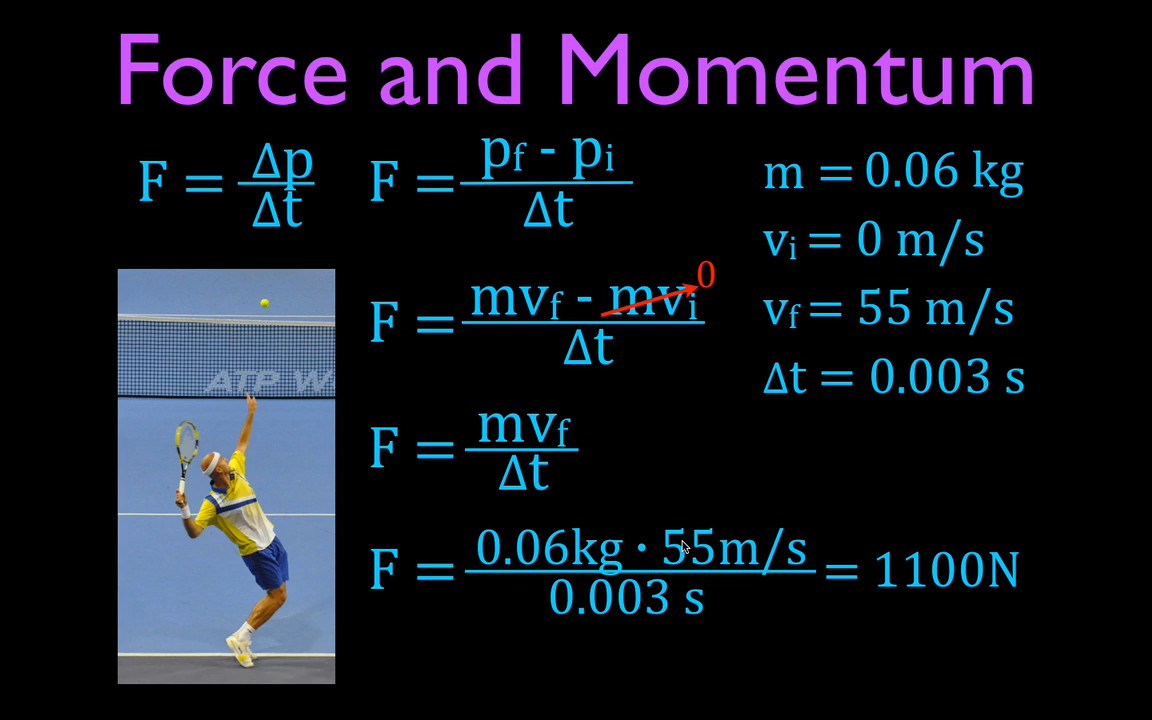 Force and Momentum
F = Δp/Δt
F = (pf - pi)/Δt
m = 0.06 kg
vi = 0 m/s
vf = 55 m/s
Δt = 0.003 s
F = (mvf - mvi)/Δt
0
F = mvf/Δt
F = (0.06kg · 55m/s)/0.003 s = 1100N
ATP W